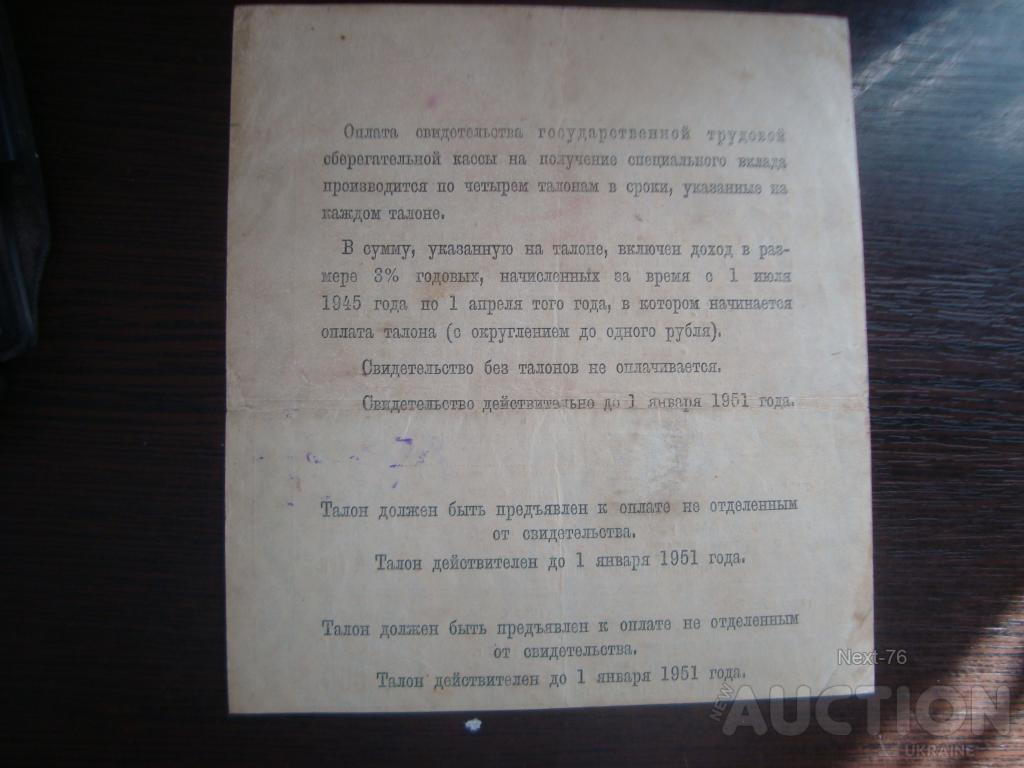 Оплата свидетельства государственной трудовой
сберегательной кассы на получение специального вклада
производится по четырем талонам в сроки, указанные на
каждом талоне.
В сумму, указанную на талоне, включен доход в раз-
мере 3% годовых, начисленных за время с 1 июля
1945 года по 1 апреля того года, в котором начинается
оплата талона (с округлением до одного рубля).
Свидетельство без талонов не оплачивается.
Свидетельство действительно до 1 января 1951 года.
Талон должен быть предъявлен к оплате не отделенным
от свидетельства.
Талон действителен до 1 января 1951 года.
Талон должен быть предъявлен к оплате не отделенным
от свидетельства.
Талон действителен до 1 января 1951 года.
Next-76
NEW AUCTION
UKRAINE